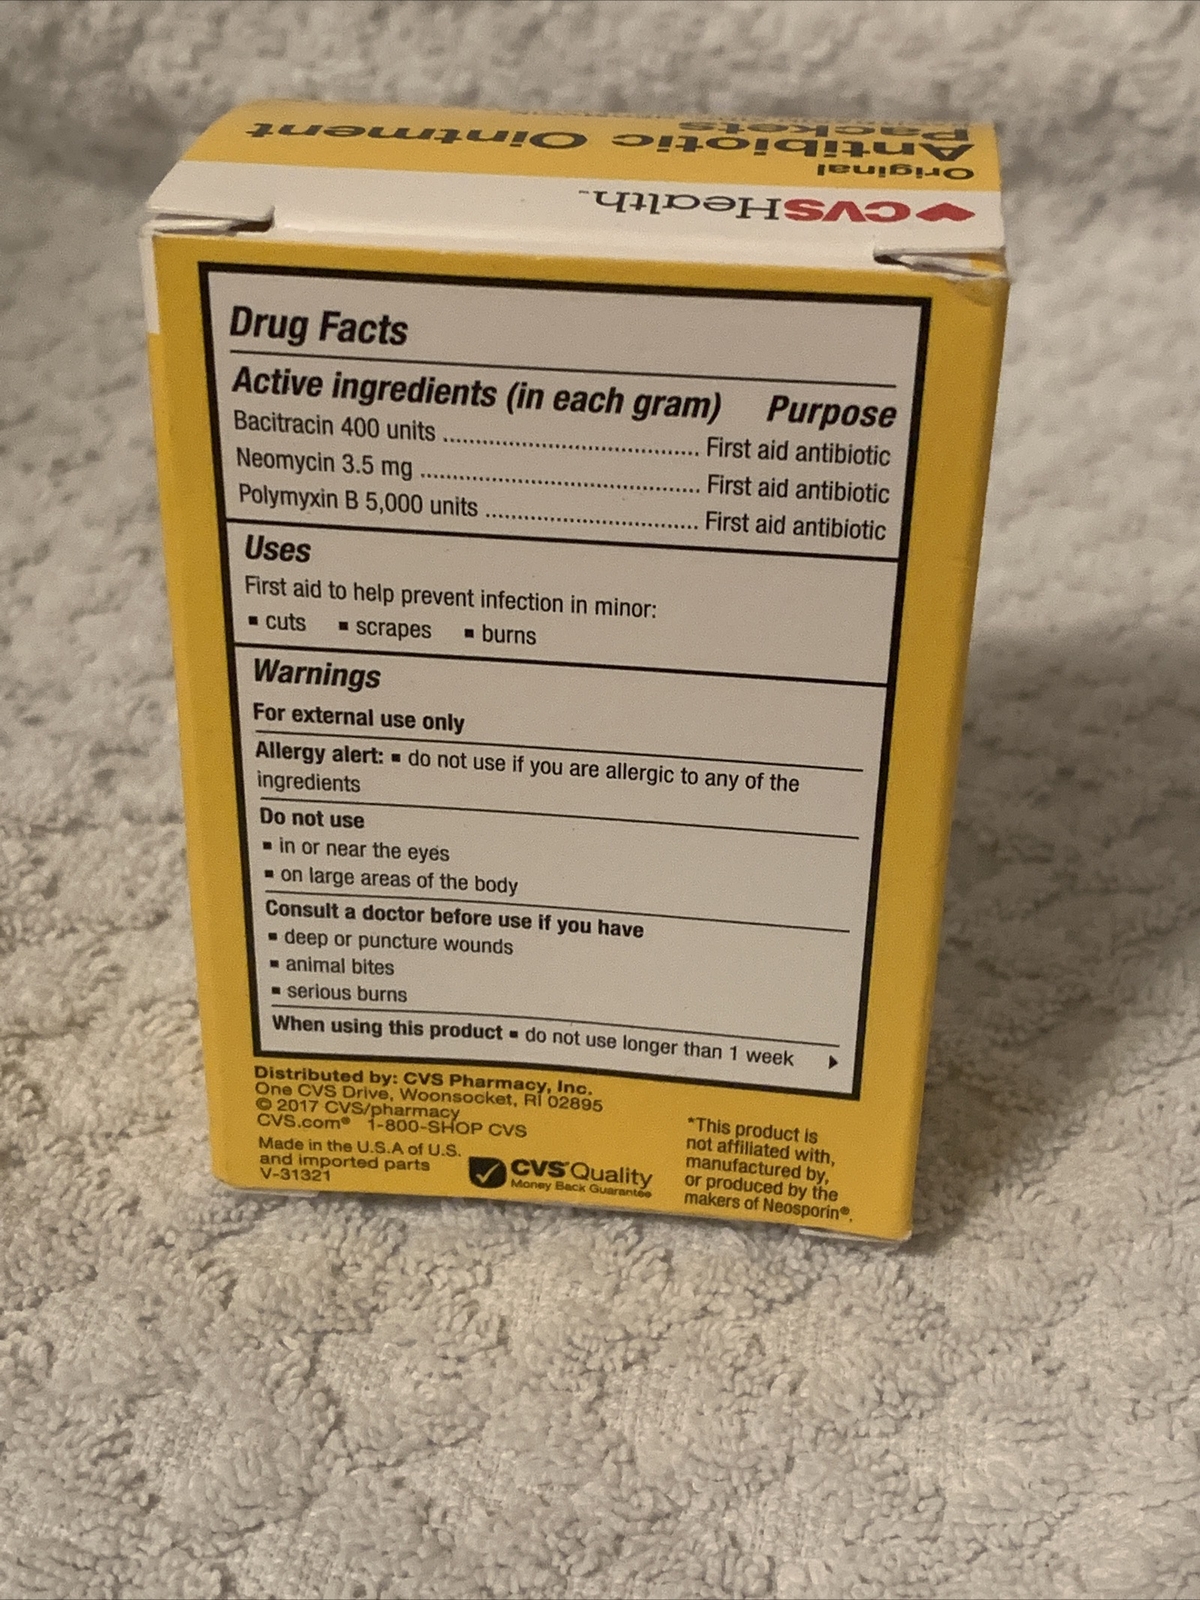 CVSHealth™
Original
Antibiotic Ointment
Packets
Drug Facts
Active ingredients (in each gram) Purpose
Bacitracin 400 units ........................................ First aid antibiotic
Neomycin 3.5 mg ............................................ First aid antibiotic
Polymyxin B 5,000 units ................................. First aid antibiotic
Uses
First aid to help prevent infection in minor:
▪ cuts ▪ scrapes ▪ burns
Warnings
For external use only
Allergy alert: ▪ do not use if you are allergic to any of the
ingredients
Do not use
▪ in or near the eyes
▪ on large areas of the body
Consult a doctor before use if you have
▪ deep or puncture wounds
▪ animal bites
▪ serious burns
When using this product ▪ do not use longer than 1 week
Distributed by: CVS Pharmacy, Inc.
One CVS Drive, Woonsocket, RI 02895
© 2017 CVS/pharmacy
CVS.com® 1-800-SHOP CVS
Made in the U.S.A of U.S.
and imported parts
V-31321
CVS Quality
Money Back Guarantee
*This product is
not affiliated with,
manufactured by,
or produced by the
makers of Neosporin®.